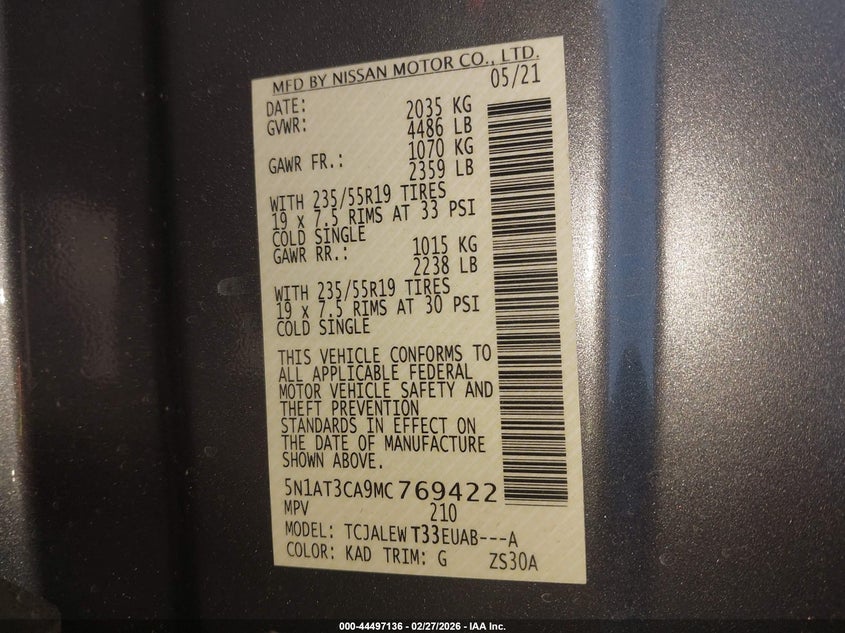 MFD BY NISSAN MOTOR CO., LTD.
DATE: 05/21
GVWR: 2035 KG
4486 LB
GAWR FR.: 1070 KG
2359 LB
WITH 235/55R19 TIRES
19 x 7.5 RIMS AT 33 PSI
COLD SINGLE
GAWR RR.: 1015 KG
2238 LB
WITH 235/55R19 TIRES
19 x 7.5 RIMS AT 30 PSI
COLD SINGLE
THIS VEHICLE CONFORMS TO
ALL APPLICABLE FEDERAL
MOTOR VEHICLE SAFETY AND
THEFT PREVENTION
STANDARDS IN EFFECT ON
THE DATE OF MANUFACTURE
SHOWN ABOVE.
5N1AT3CA9MC769422
MPV 210
MODEL: TCJALEWT33EUAB---A
COLOR: KAD TRIM: G ZS30A
000-44497136 - 02/27/2026 - IAA Inc.